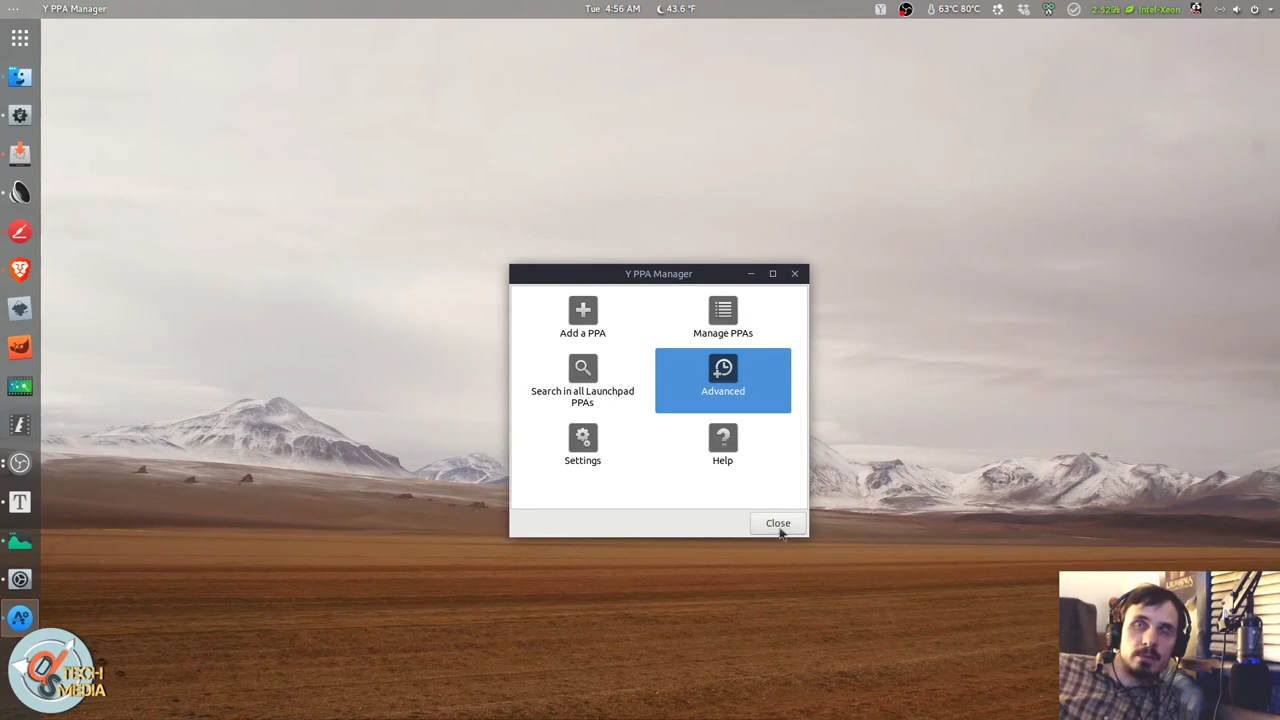 Y PPA Manager
Tue 4:56 AM
43.6 °F
63°C 80°C
Intel-Xeon
Y PPA Manager
Add a PPA
Manage PPAs
Search in all Launchpad
PPAs
Advanced
Settings
Help
Close
T
TECH
MEDIA